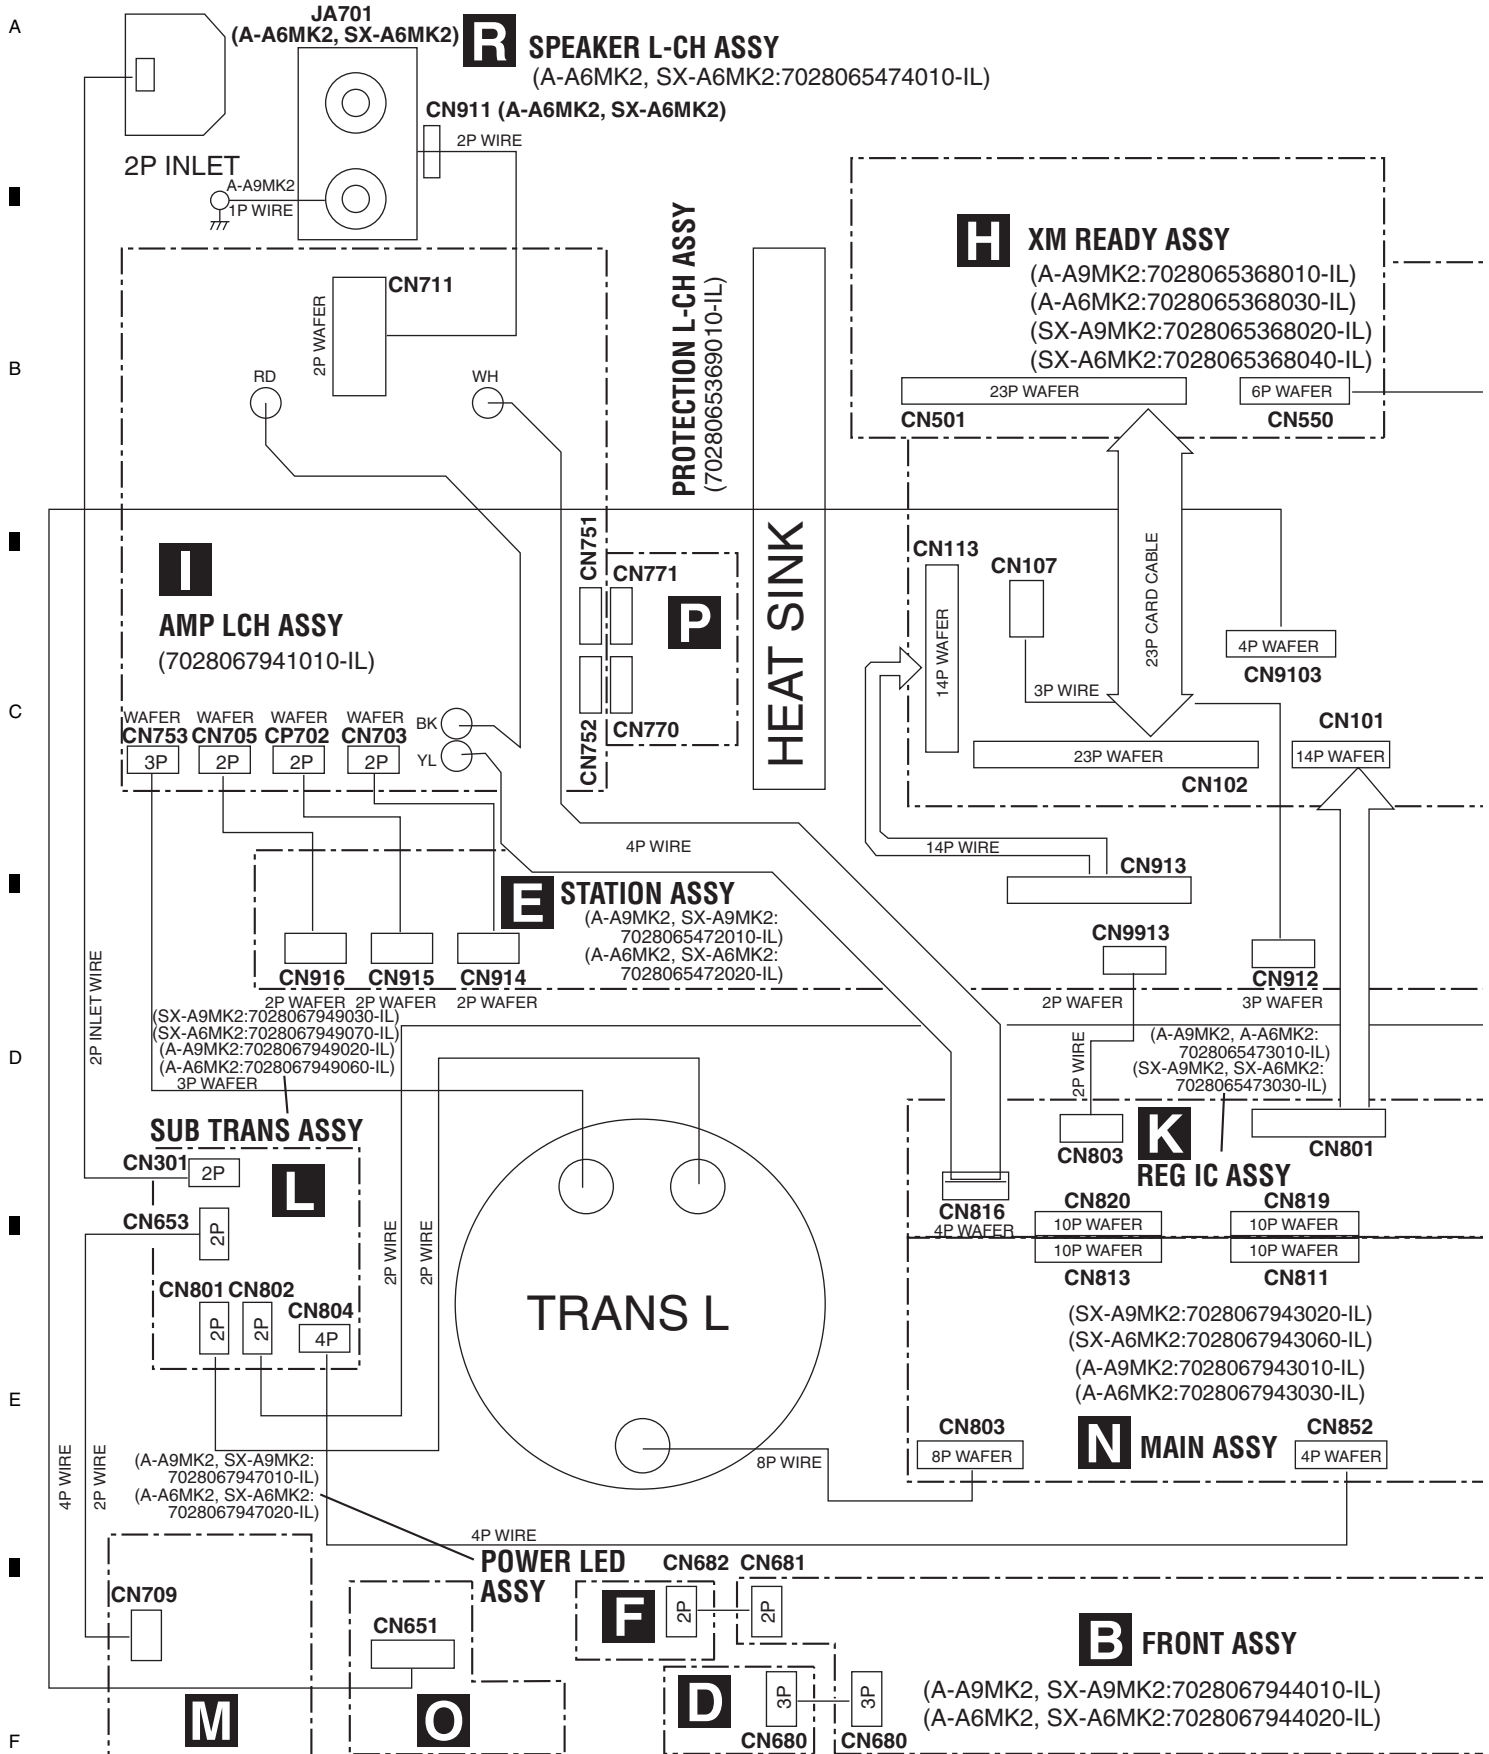 A
JA701
(A-A6MK2, SX-A6MK2)
R
SPEAKER L-CH ASSY
(A-A6MK2, SX-A6MK2:7028065474010-IL)
CN911 (A-A6MK2, SX-A6MK2)
2P WIRE
2P INLET
A-A9MK2
1P WIRE
PROTECTION L-CH ASSY
(7028065369010-IL)
H
XM READY ASSY
(A-A9MK2:7028065368010-IL)
(A-A6MK2:7028065368030-IL)
(SX-A9MK2:7028065368020-IL)
(SX-A6MK2:7028065368040-IL)
23P WAFER
6P WAFER
CN501
CN550
CN711
2P WAFER
B
RD
WH
HEAT SINK
I
AMP LCH ASSY
(7028067941010-IL)
CN751
CN771
P
CN752
CN770
CN113
14P WAFER
CN107
3P WIRE
23P CARD CABLE
4P WAFER
CN9103
C
WAFER WAFER WAFER WAFER
CN753 CN705 CP702 CN703
3P 2P 2P 2P
BK
YL
23P WAFER
CN102
CN101
14P WAFER
4P WIRE
14P WIRE
CN913
E
STATION ASSY
(A-A9MK2, SX-A9MK2:
7028065472010-IL)
(A-A6MK2, SX-A6MK2:
7028065472020-IL)
CN916 CN915 CN914
2P WAFER 2P WAFER 2P WAFER
CN9913
CN912
2P WAFER
3P WAFER
2P INLET WIRE
(SX-A9MK2:7028067949030-IL)
(SX-A6MK2:7028067949070-IL)
(A-A9MK2:7028067949020-IL)
(A-A6MK2:7028067949060-IL)
3P WAFER
D
2P WIRE
(A-A9MK2, A-A6MK2:
7028065473010-IL)
(SX-A9MK2, SX-A6MK2:
7028065473030-IL)
SUB TRANS ASSY
CN301
2P
L
CN653
2P
CN801 CN802
2P
2P
CN804
4P
2P WIRE
2P WIRE
TRANS L
CN803
K
REG IC ASSY
CN801
CN816
4P WAFER
CN820
10P WAFER
CN819
10P WAFER
10P WAFER
CN813
10P WAFER
CN811
(SX-A9MK2:7028067943020-IL)
(SX-A6MK2:7028067943060-IL)
(A-A9MK2:7028067943010-IL)
(A-A6MK2:7028067943030-IL)
E
CN803
8P WAFER
N
MAIN ASSY
CN852
4P WAFER
8P WIRE
4P WIRE
2P WIRE
(A-A9MK2, SX-A9MK2:
7028067947010-IL)
(A-A6MK2, SX-A6MK2:
7028067947020-IL)
4P WIRE
POWER LED
ASSY
CN682 CN681
F
2P
2P
CN709
M
CN651
O
D
3P
3P
CN680
CN680
B
FRONT ASSY
(A-A9MK2, SX-A9MK2:7028067944010-IL)
(A-A6MK2, SX-A6MK2:7028067944020-IL)
F